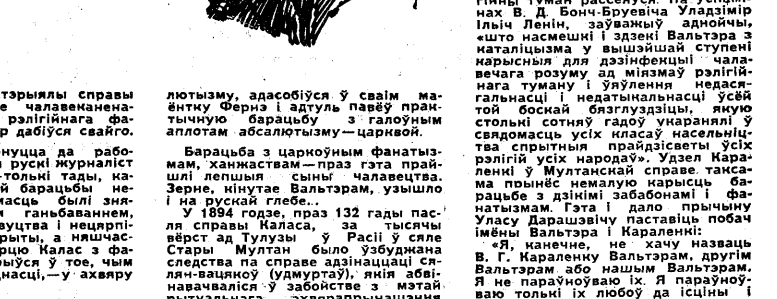 тэрыялы справы
е чалавеканена-
рэлігійнага фа-
р дабіўся свайго.
нуцца да рабо-
рускі журналіст
-толькі тады, ка-
й барацьбы не-
масць былі зня-
м ганьбаваннем,
вуцтва і нецярпі-
рыты, а няшчас-
рцю Калас з фа-
рыўся ў тое, чым
насці,—у ахвяру
лютызму, адасобіўся ў сваім ма-
ёнтку Фернэ і адтуль павёў прак-
тычную барацьбу з галоўным
аплотам абсалютызму—царквой.
Барацьба з царкоўным фанатыз-
мам, ханжаствам—праз гэта прай-
шлі лепшыя сыны чалавецтва.
Зерне, кінутае Вальтэрам, узышло
і на рускай глебе...
У 1894 годзе, праз 132 гады пас-
ля справы Каласа, за тысячы
вёрст ад Тулузы ў Расіі ў сяле
Стары Мултан было ўзбуджана
следства па справе адзінаццаці ся-
лян-вацякоў (удмуртаў), якія абві-
навачваліся ў забойстве з мэтай
рытуальнага ахвярапрынашання
гійны туман рассеяўся. На
нах В. Д. Бонч-Бруевіча Уладзімір
Ільіч Ленін, заўважыў аднойчы,
«што насмешкі і здзекі Вальтэра з
каталіцызма у вышэйшай ступені
карысныя для дэзінфекцыі чала-
вечага розуму ад міязмаў рэлігій-
нага туману і ўяўлення недася-
гальнасці і недатыкальнасці ўсёй
той боскай бязглуздзіцы, якую
столькі сотняў гадоў укаранялі ў
свядомасць усіх класаў насельніц-
тва спрытныя прайдзісветы ўсіх
рэлігій усіх народаў». Удзел Кара-
ленкі ў Мултанскай справе таксa-
ма прынёс немалую карысць ба-
рацьбе з дзікімі забабонамі і фа-
натызмам. Гэта і дало прычыну
Уласу Дарашэвічу паставіць побач
імёны Вальтэра і Караленкі:
«Я, канечне, не хачу назваць
В. Г. Караленку Вальтэрам, другім
Вальтэрам або нашым Вальтэрам.
Я не параўноўваю іх. Я параўноў-
ваю толькі іх любоў да ісціны і